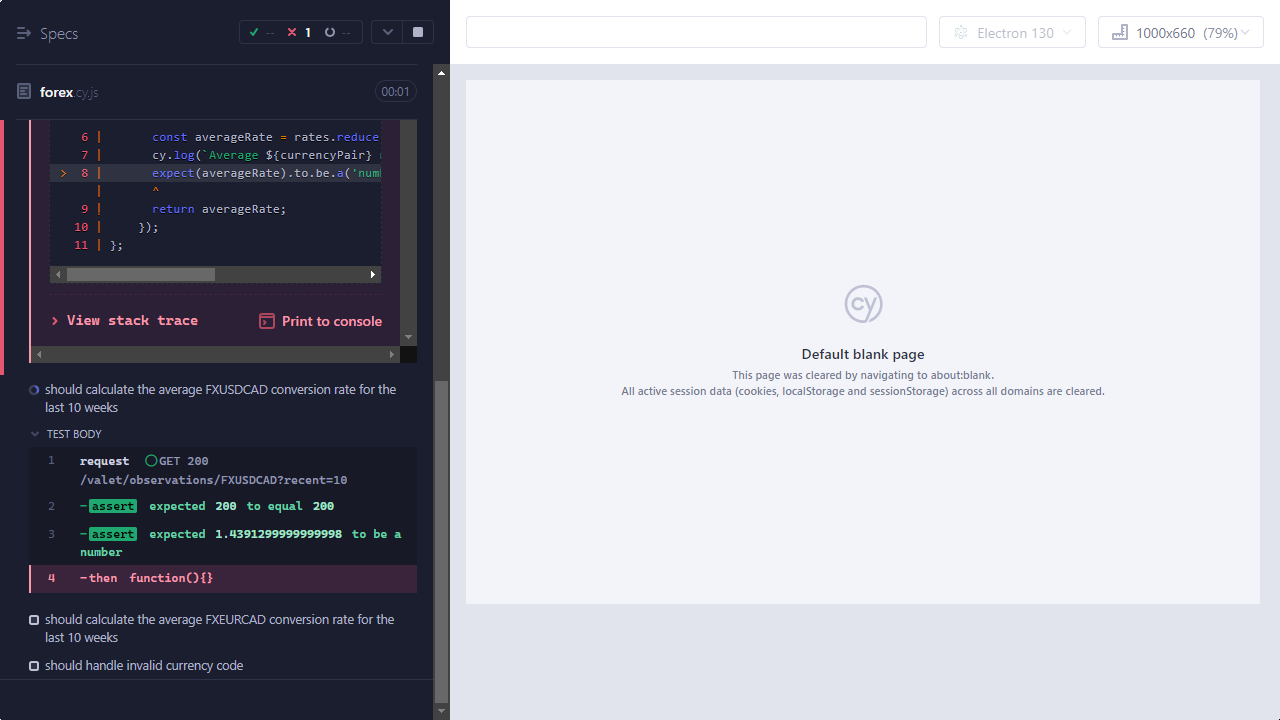 Specs
-- 1 --
forex.cy.js
00:01
6 | const averageRate = rates.reduce
7 | cy.log(`Average ${currencyPair}
> 8 | expect(averageRate).to.be.a('num
| ^
9 | return averageRate;
10 | });
11 | };
View stack trace
Print to console
should calculate the average FXUSDCAD conversion rate for the
last 10 weeks
TEST BODY
1 request GET 200
/valet/observations/FXUSDCAD?recent=10
2 -assert expected 200 to equal 200
3 -assert expected 1.4391299999999998 to be a
number
4 -then function(){}
should calculate the average FXEURCAD conversion rate for the
last 10 weeks
should handle invalid currency code
Electron 130
1000x660 (79%)
cy
Default blank page
This page was cleared by navigating to about:blank.
All active session data (cookies, localStorage and sessionStorage) across all domains are cleared.